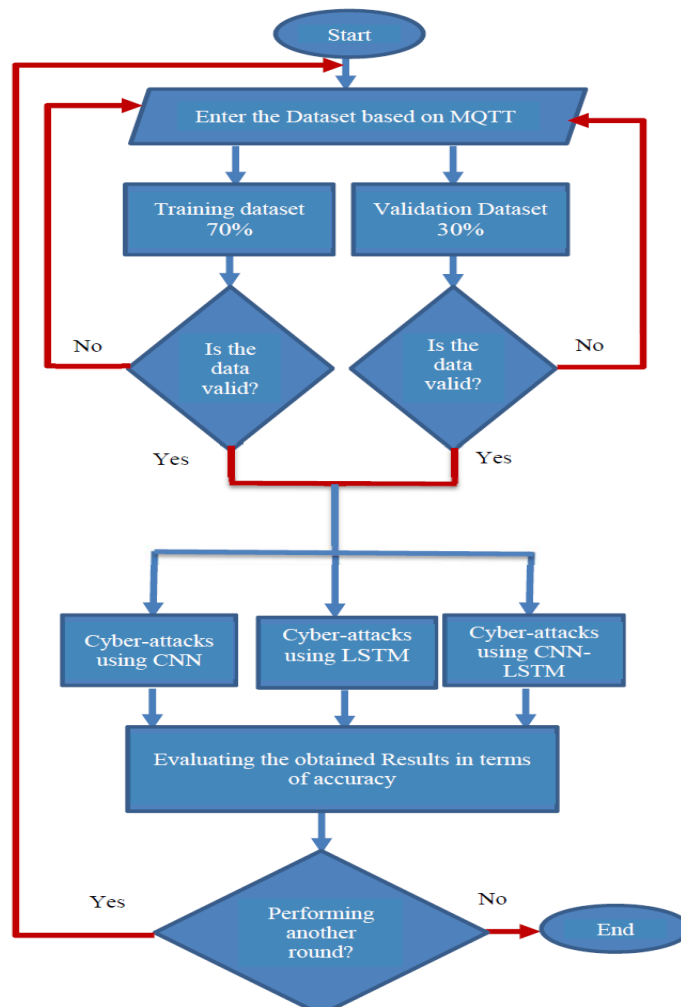 Start
Enter the Dataset based on MQTT
Training dataset
70%
Validation Dataset
30%
Is the
data
valid?
No
Is the
data
valid?
No
Yes
Yes
Cyber-attacks
using CNN
Cyber-attacks
using LSTM
Cyber-attacks
using CNN-
LSTM
Evaluating the obtained Results in terms
of accuracy
Yes
Performing
another
round?
No
End